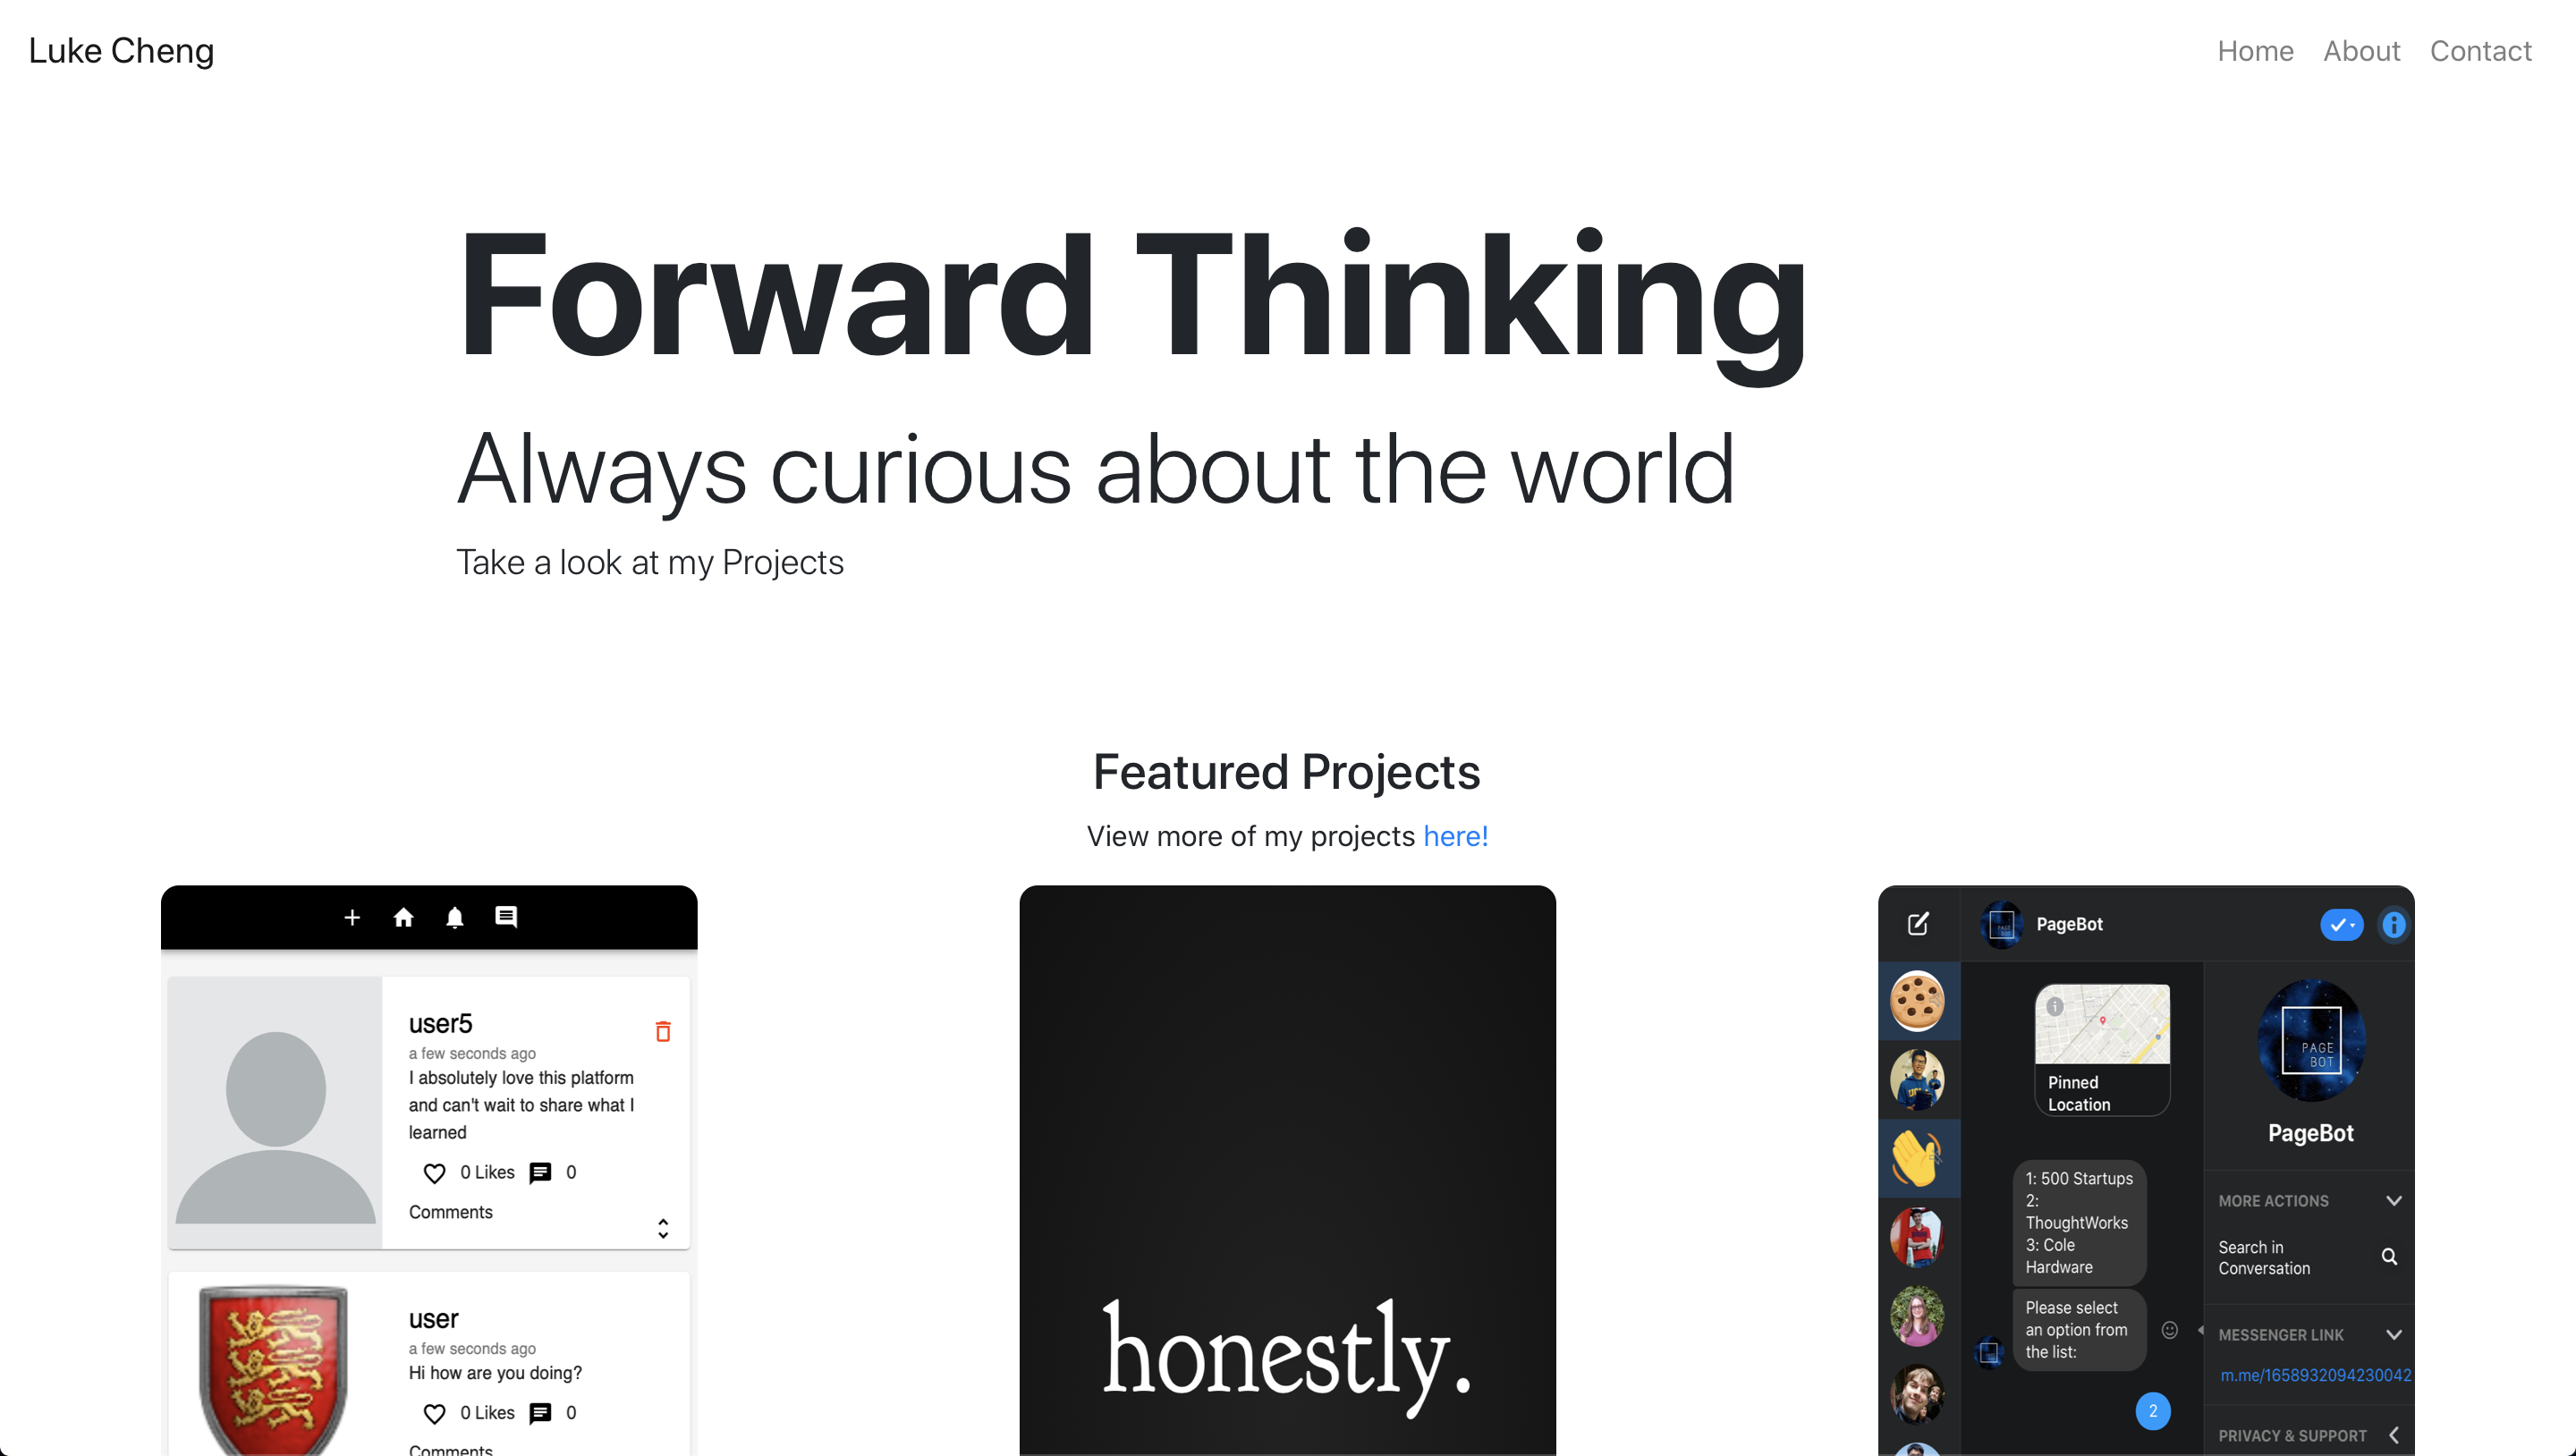 Luke Cheng
Home About Contact
Forward Thinking
Always curious about the world
Take a look at my Projects
Featured Projects
View more of my projects here!
user5
a few seconds ago
I absolutely love this platform
and can't wait to share what I
learned
0 Likes 0
Comments
user
a few seconds ago
Hi how are you doing?
0 Likes 0
Comments
honestly.
PageBot
Pinned
Location
1: 500 Startups
2:
ThoughtWorks
3: Cole
Hardware
Please select
an option from
the list:
2
PAGE
BOT
PageBot
MORE ACTIONS
Search in
Conversation
MESSENGER LINK
m.me/1658932094230042
PRIVACY & SUPPORT